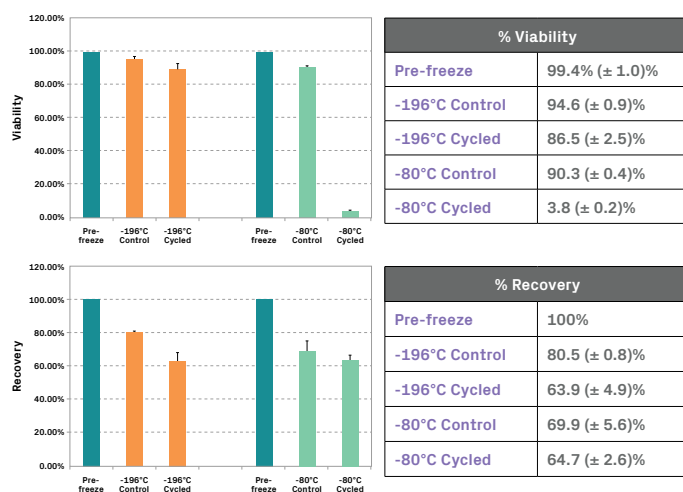 120.00%
100.00%
80.00%
60.00%
40.00%
20.00%
0.00%
Viability
Pre-
freeze
-196°C
Control
-196°C
Cycled
Pre-
freeze
-80°C
Control
-80°C
Cycled
% Viability
Pre-freeze 99.4% (± 1.0)%
-196°C Control 94.6 (± 0.9)%
-196°C Cycled 86.5 (± 2.5)%
-80°C Control 90.3 (± 0.4)%
-80°C Cycled 3.8 (± 0.2)%
120.00%
100.00%
80.00%
60.00%
40.00%
20.00%
0.00%
Recovery
Pre-
freeze
-196°C
Control
-196°C
Cycled
Pre-
freeze
-80°C
Control
-80°C
Cycled
% Recovery
Pre-freeze 100%
-196°C Control 80.5 (± 0.8)%
-196°C Cycled 63.9 (± 4.9)%
-80°C Control 69.9 (± 5.6)%
-80°C Cycled 64.7 (± 2.6)%